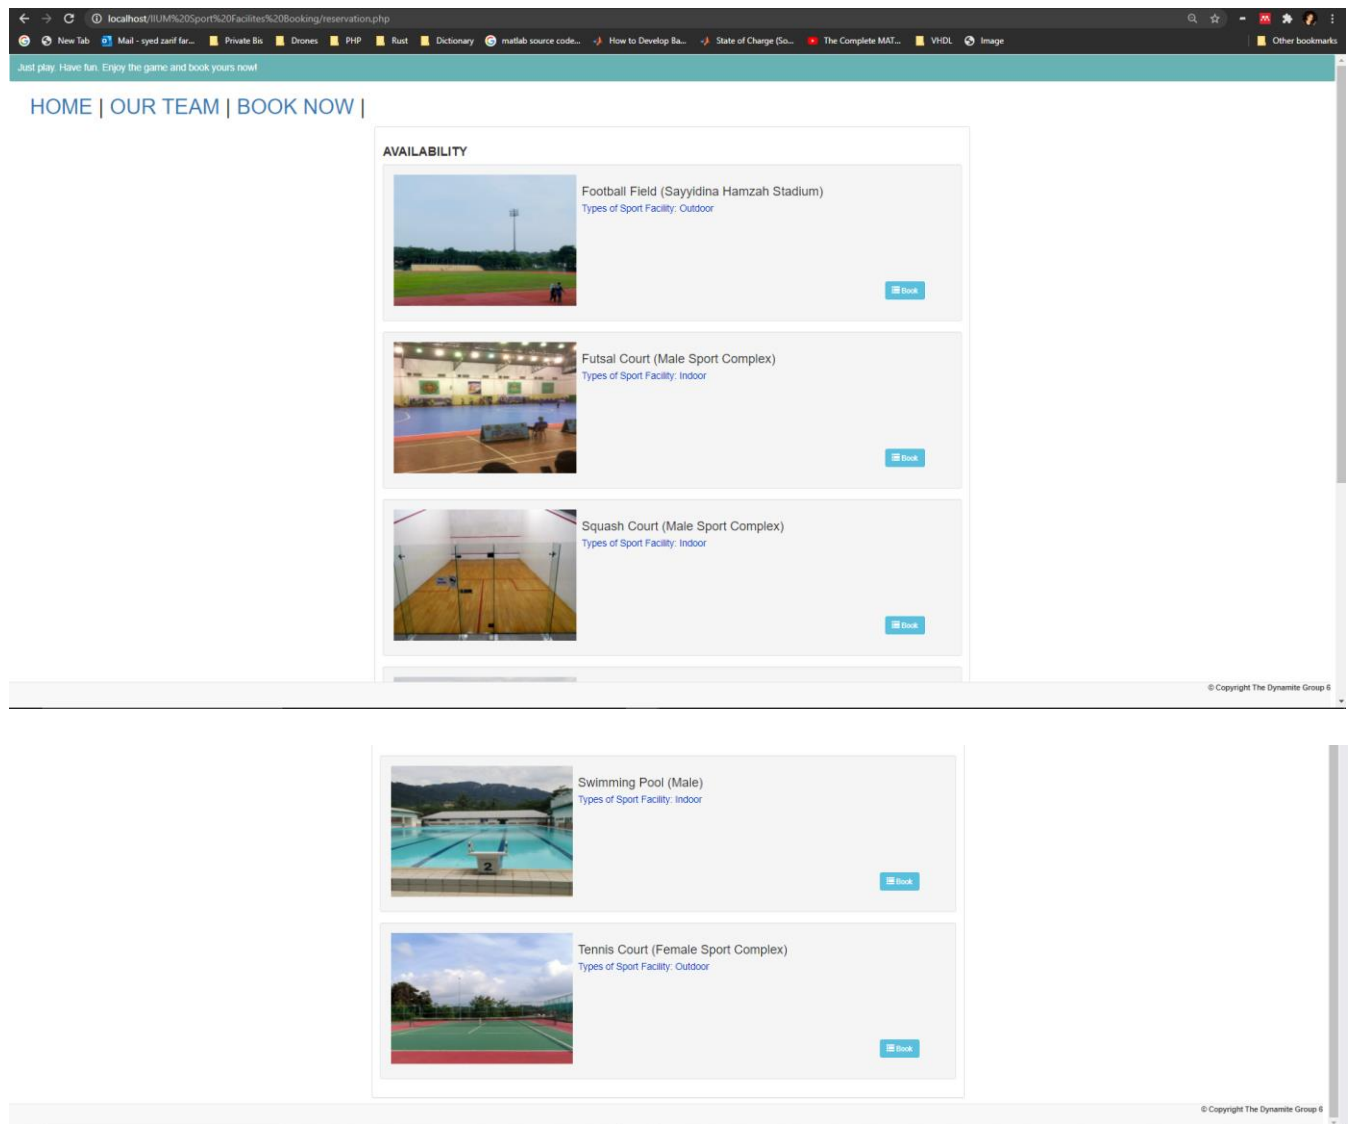 localhost/IIUM%20Sport%20Facilites%20Booking/reservation.php
New Tab Mail - syed zarif far... Private Bis Drones PHP Rust Dictionary matlab source code... How to Develop Ba... State of Charge (So... The Complete MAT... VHDL Image Other bookmarks
Just play. Have fun. Enjoy the game and book yours now!
HOME | OUR TEAM | BOOK NOW |
AVAILABILITY
Football Field (Sayyidina Hamzah Stadium)
Types of Sport Facility: Outdoor
Book
Futsal Court (Male Sport Complex)
Types of Sport Facility: Indoor
Book
Squash Court (Male Sport Complex)
Types of Sport Facility: Indoor
Book
© Copyright The Dynamite Group 6
Swimming Pool (Male)
Types of Sport Facility: Indoor
2
Book
Tennis Court (Female Sport Complex)
Types of Sport Facility: Outdoor
Book
© Copyright The Dynamite Group 6